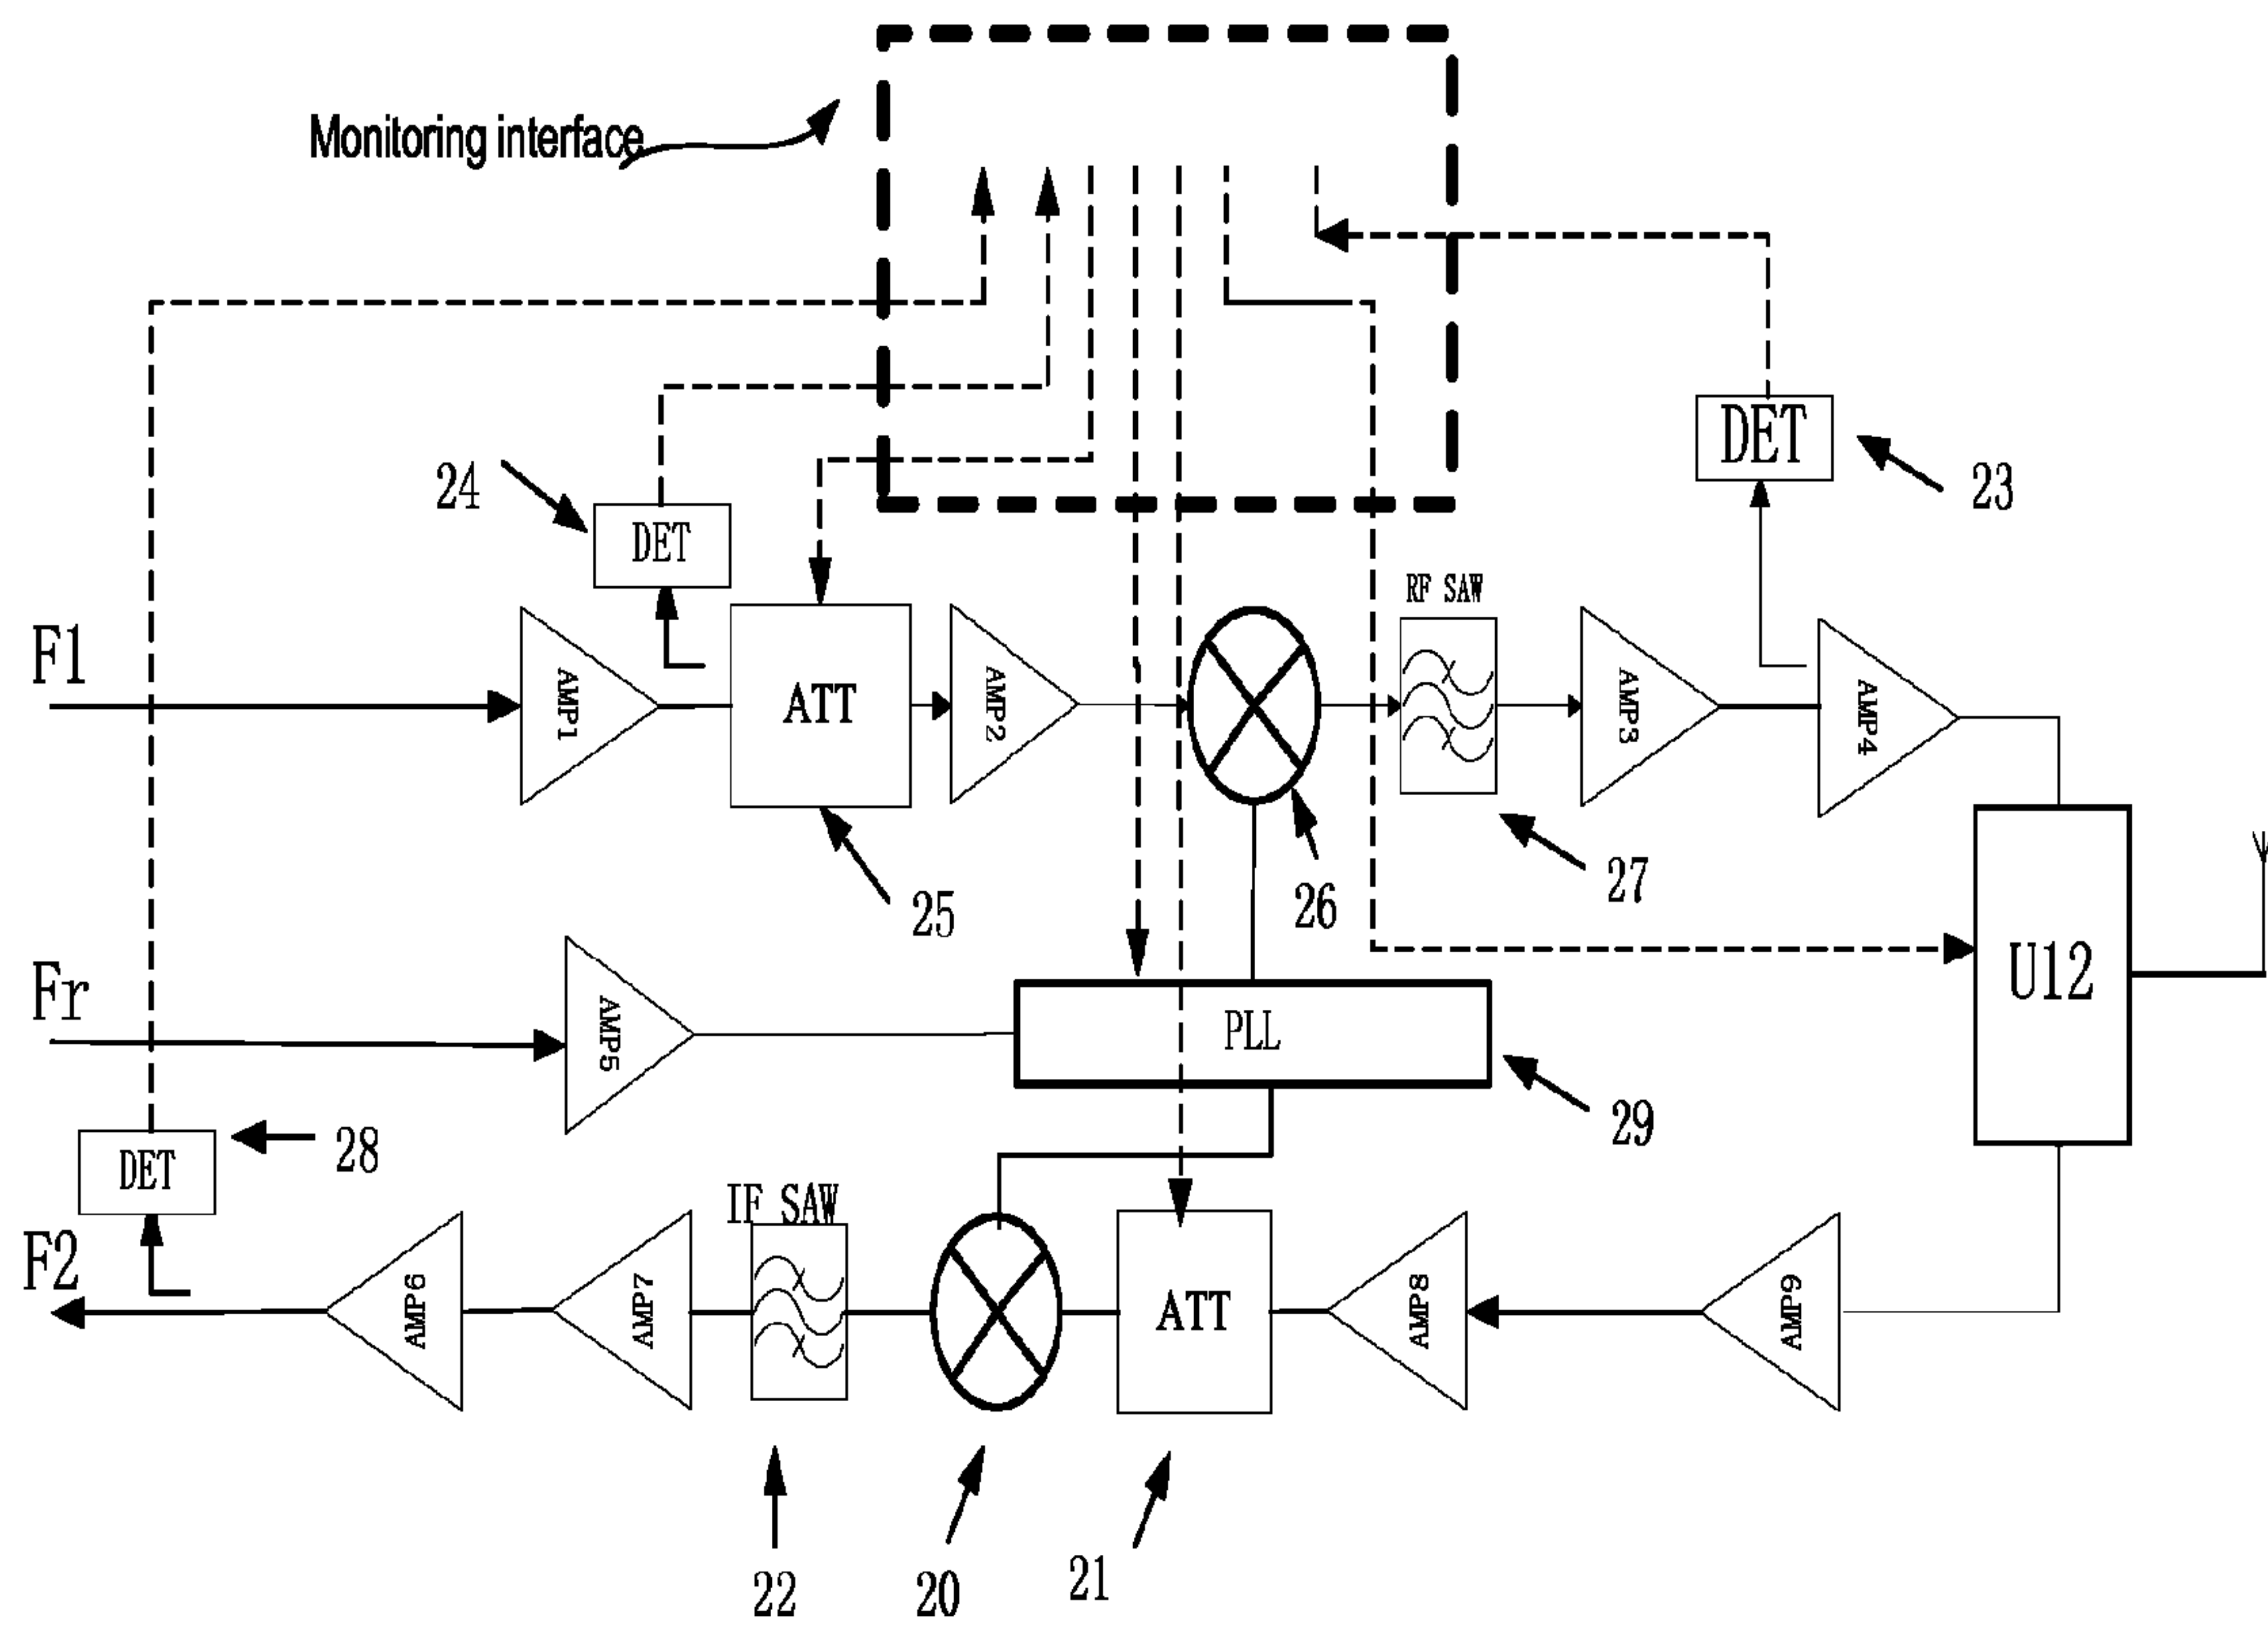 Monitoring interface
DET
23
24
DET
RF SAW
F1
AMP1
ATT
AMP2
AMP3
AMP4
25
26
27
Fr
AMP5
PLL
U12
29
DET
28
IF SAW
F2
AMP6
AMP7
ATT
AMP8
AMP9
22
20
21